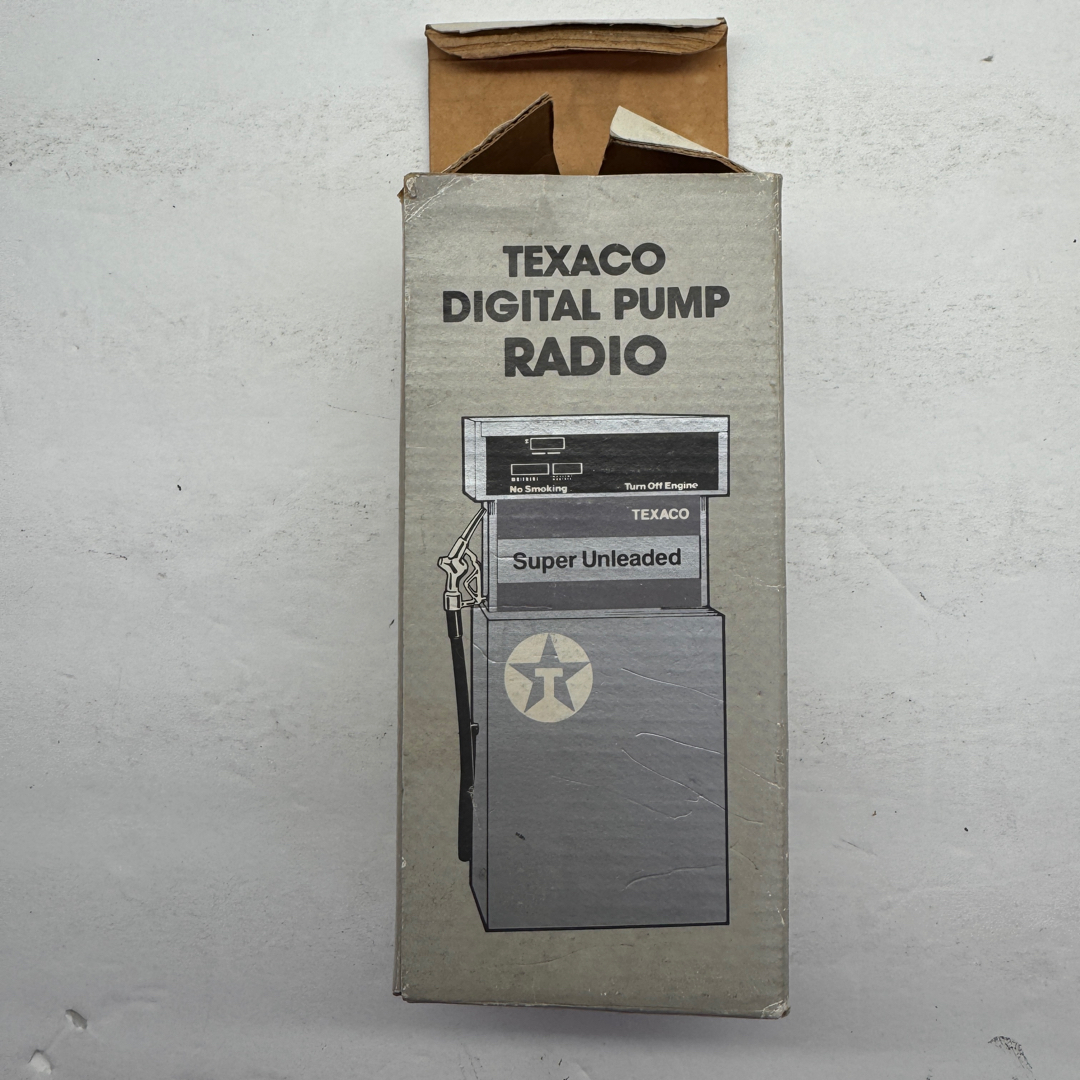 TEXACO
DIGITAL PUMP
RADIO
No Smoking
Turn Off Engine
TEXACO
Super Unleaded
T